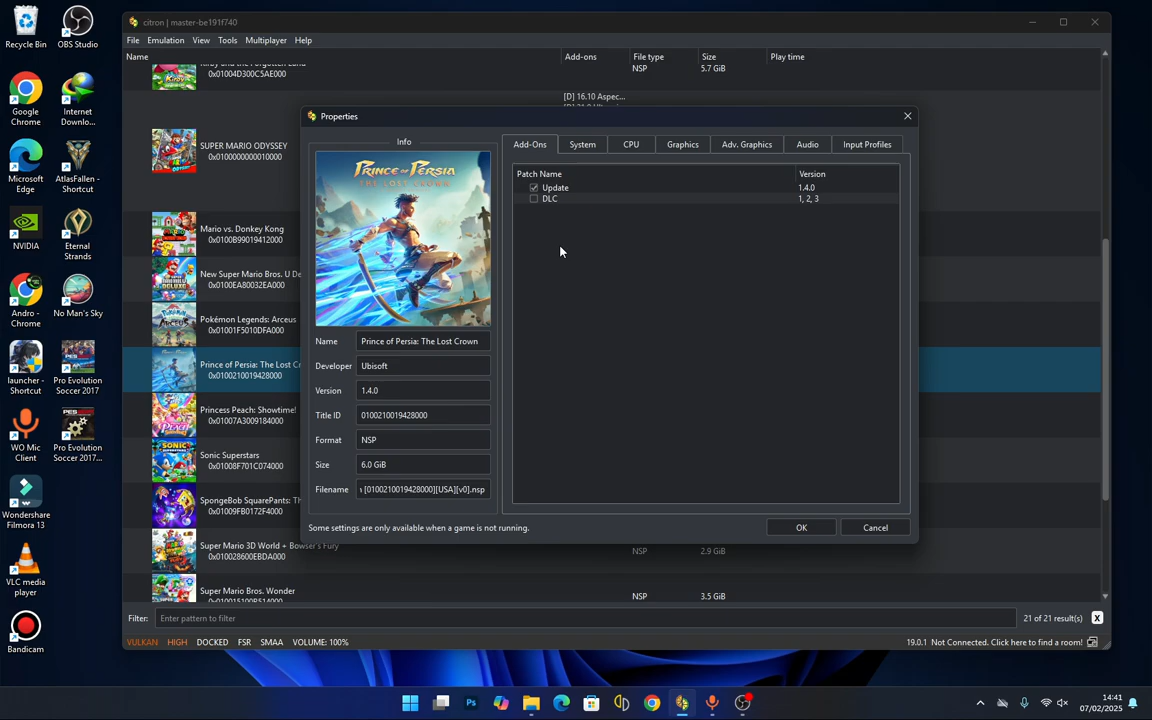 citron | master-be191f740
File Emulation View Tools Multiplayer Help
Name Add-ons File type Size Play time
0x01004D300C5AE000 NSP 5.7 GiB
[D] 16.10 Aspec...
SUPER MARIO ODYSSEY
0x0100000000010000
Mario vs. Donkey Kong
0x0100B99019412000
New Super Mario Bros. U De
0x0100EA80032EA000
Pokémon Legends: Arceus
0x01001F5010DFA000
Prince of Persia: The Lost Cr
0x0100210019428000
Princess Peach: Showtime!
0x01007A3009184000
Sonic Superstars
0x01008F701C074000
SpongeBob SquarePants: Th
0x01009FB0172F4000
Super Mario 3D World + Bowser's Fury
0x010028600EBDA000 NSP 2.9 GiB
Super Mario Bros. Wonder
NSP 3.5 GiB
Filter: Enter pattern to filter 21 of 21 result(s) X
VULKAN HIGH DOCKED FSR SMAA VOLUME: 100% 19.0.1 Not Connected. Click here to find a room!
Properties
Info
PRINCE OF PERSIA
THE LOST CROWN
Name Prince of Persia: The Lost Crown
Developer Ubisoft
Version 1.4.0
Title ID 0100210019428000
Format NSP
Size 6.0 GiB
Filename [0100210019428000][USA][v0].nsp
Add-Ons System CPU Graphics Adv. Graphics Audio Input Profiles
Patch Name Version
Update 1.4.0
DLC 1, 2, 3
Some settings are only available when a game is not running.
OK Cancel
Recycle Bin
OBS Studio
Google
Chrome
Internet
Downlo...
Microsoft
Edge
AtlasFallen -
Shortcut
NVIDIA
Eternal
Strands
Andro -
Chrome
No Man's Sky
launcher -
Shortcut
Pro Evolution
Soccer 2017
WO Mic
Client
Pro Evolution
Soccer 2017...
Wondershare
Filmora 13
VLC media
player
Bandicam
Ps
14:41
07/02/2025